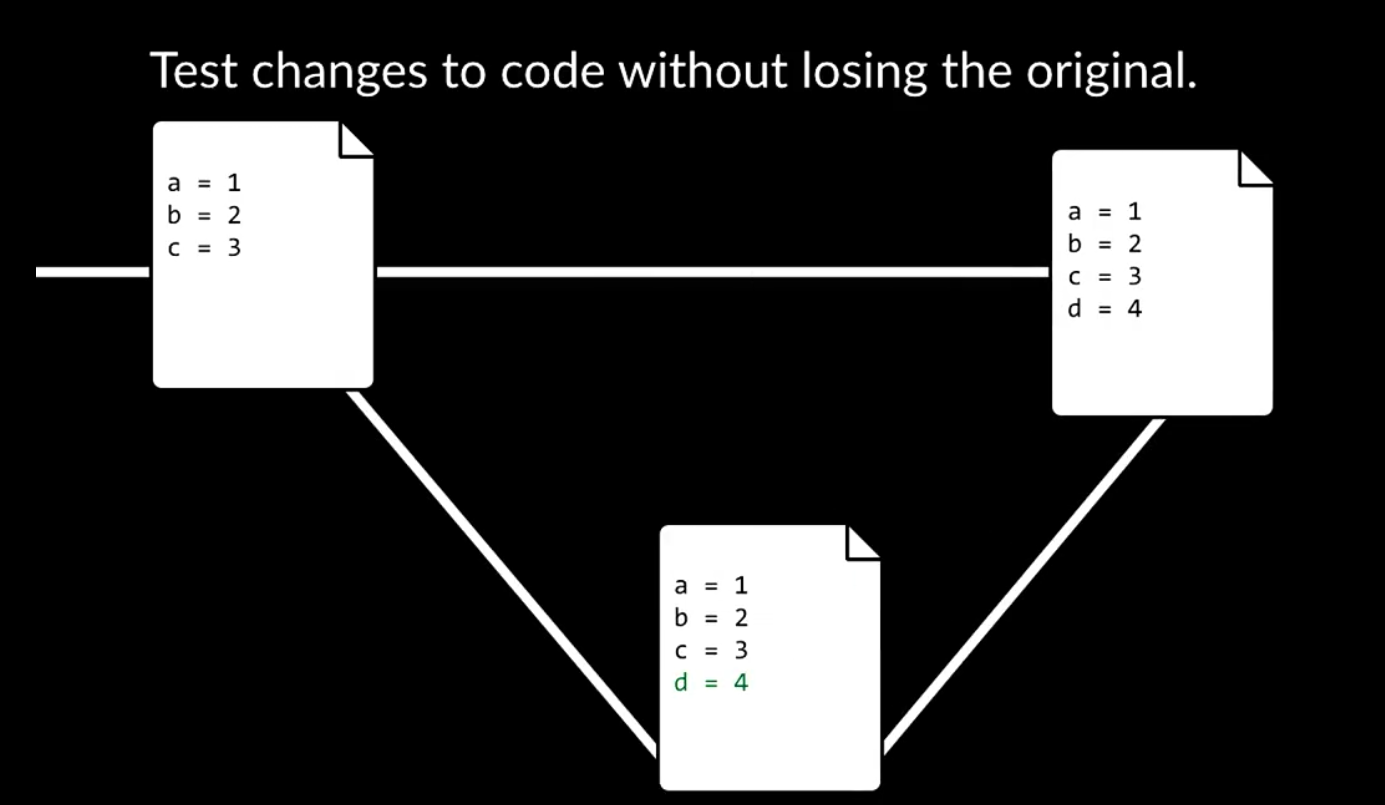 Test changes to code without losing the original.
a = 1
b = 2
c = 3
a = 1
b = 2
c = 3
d = 4
a = 1
b = 2
c = 3
d = 4